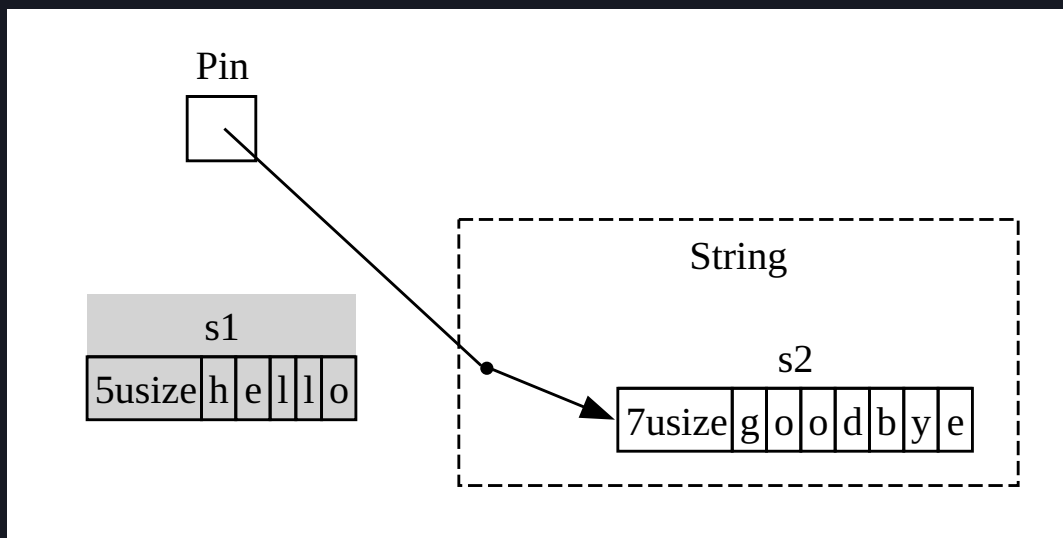 Pin
String
s1
5usize h e l l o
s2
7usize g o o d b y e